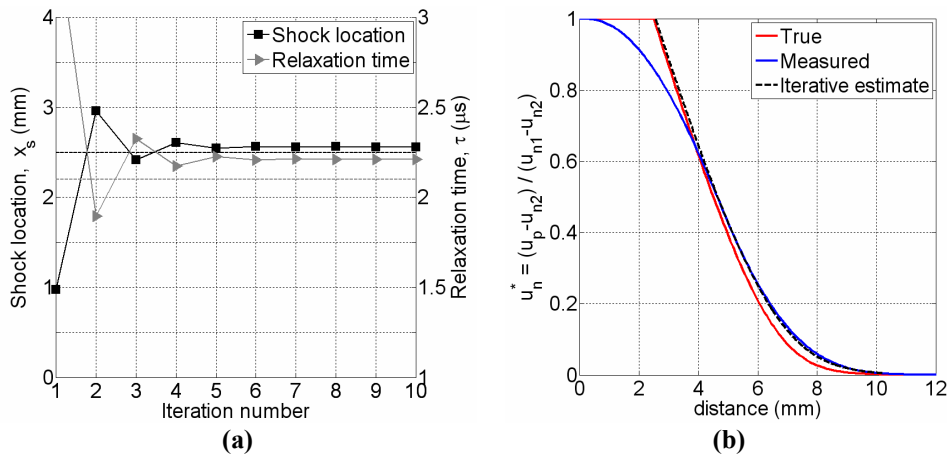 4
3
2
1
0
Shock location, x_s (mm)
Shock location
Relaxation time
3
2.5
2
1.5
1
Relaxation time, τ (μs)
1 2 3 4 5 6 7 8 9 10
Iteration number
(a)
1
0.8
0.6
0.4
0.2
0
u_n^* = (u_p-u_n2) / (u_n1-u_n2)
True
Measured
Iterative estimate
0 2 4 6 8 10 12
distance (mm)
(b)